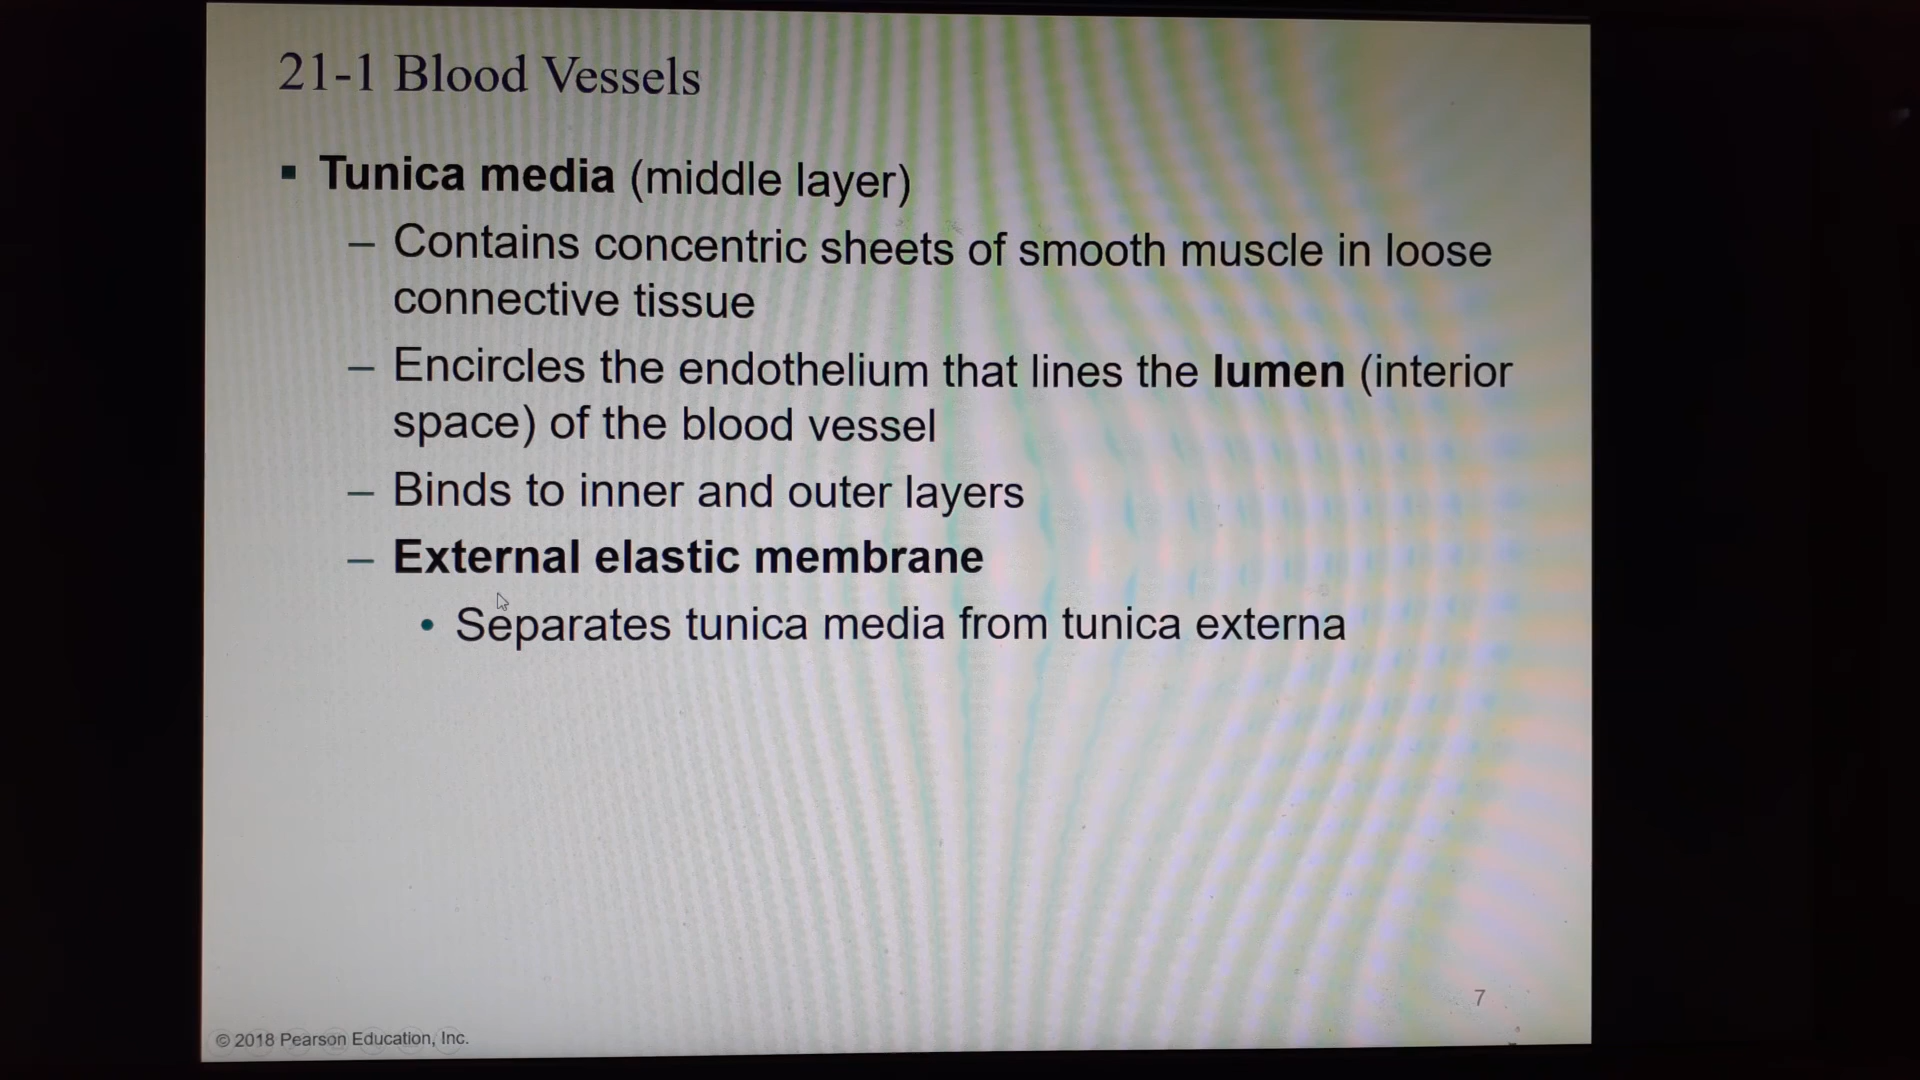 21-1 Blood Vessels
▪ Tunica media (middle layer)
– Contains concentric sheets of smooth muscle in loose
connective tissue
– Encircles the endothelium that lines the lumen (interior
space) of the blood vessel
– Binds to inner and outer layers
– External elastic membrane
• Separates tunica media from tunica externa
7
© 2018 Pearson Education, Inc.